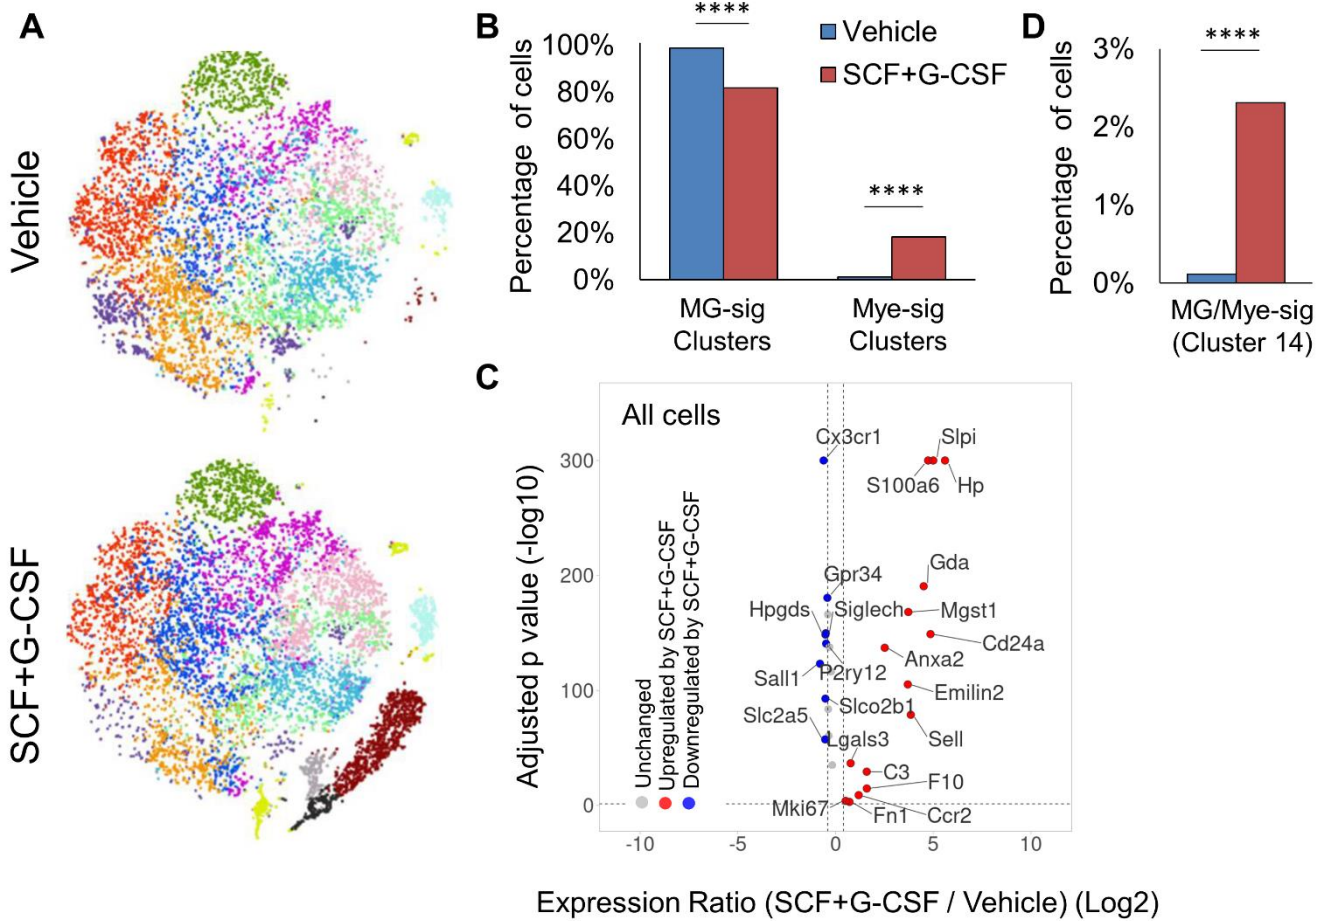 A
Vehicle
SCF+G-CSF
B
****
Vehicle
SCF+G-CSF
Percentage of cells
100%
80%
60%
40%
20%
0%
****
MG-sig
Clusters
Mye-sig
Clusters
D
****
Percentage of cells
3%
2%
1%
0%
MG/Mye-sig
(Cluster 14)
C
All cells
Adjusted p value (-log10)
300
200
100
0
Unchanged
Upregulated by SCF+G-CSF
Downregulated by SCF+G-CSF
Cx3cr1
Slpi
S100a6
Hp
Gpr34
Gda
Hpgds
Siglech
Mgst1
Cd24a
Anxa2
Sall1
P2ry12
Emilin2
Slc2a5
Slco2b1
Lgals3
Sell
C3
F10
Mki67
Fn1
Ccr2
-10
-5
0
5
10
Expression Ratio (SCF+G-CSF / Vehicle) (Log2)